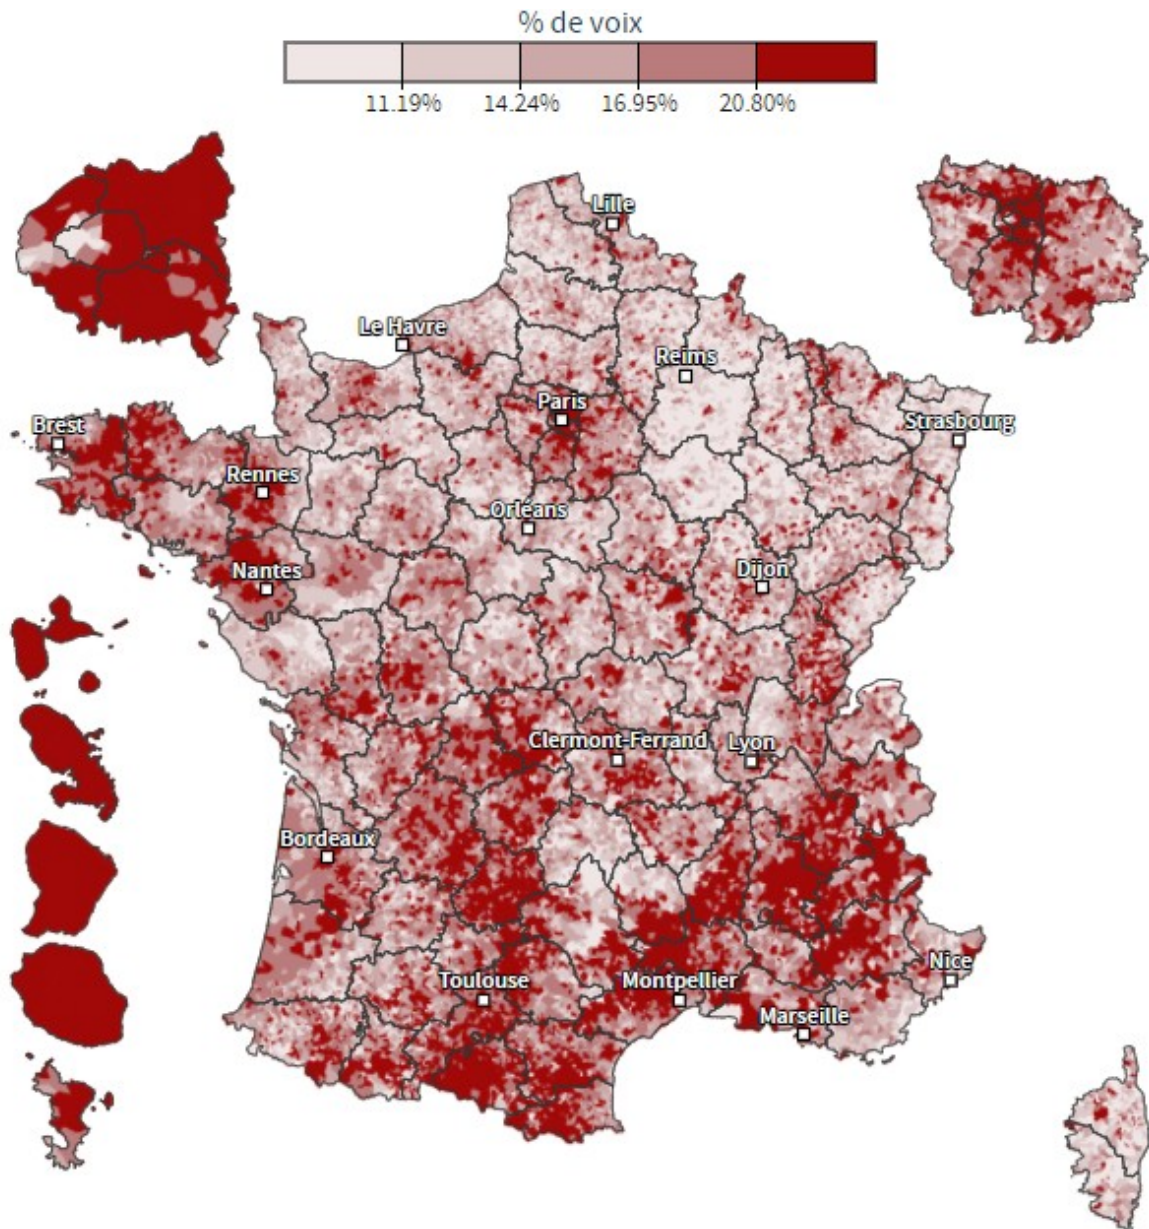 % de voix
11.19% 14.24% 16.95% 20.80%
Lille
Le Havre
Reims
Paris
Brest
Strasbourg
Rennes
Orléans
Nantes
Dijon
Clermont-Ferrand
Lyon
Bordeaux
Nice
Toulouse
Montpellier
Marseille